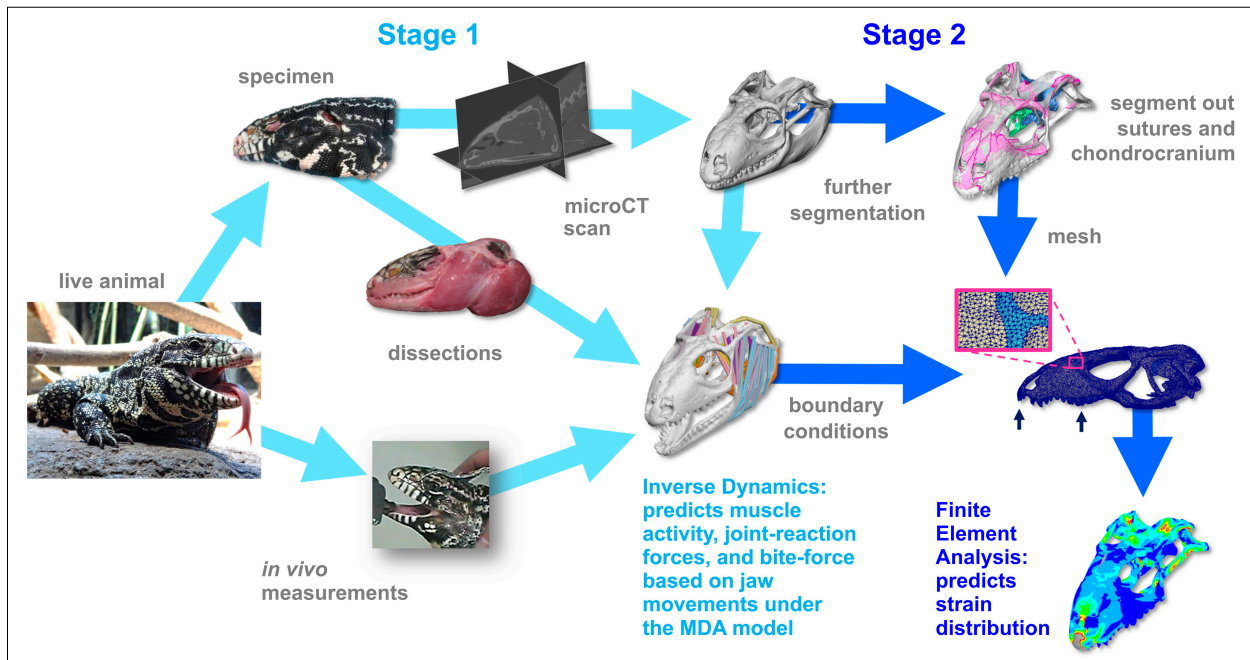 Stage 1
Stage 2
specimen
segment out
sutures and
chondrocranium
microCT
scan
further
segmentation
mesh
live animal
dissections
boundary
conditions
in vivo
measurements
Inverse Dynamics:
predicts muscle
activity, joint-reaction
forces, and bite-force
based on jaw
movements under
the MDA model
Finite
Element
Analysis:
predicts
strain
distribution